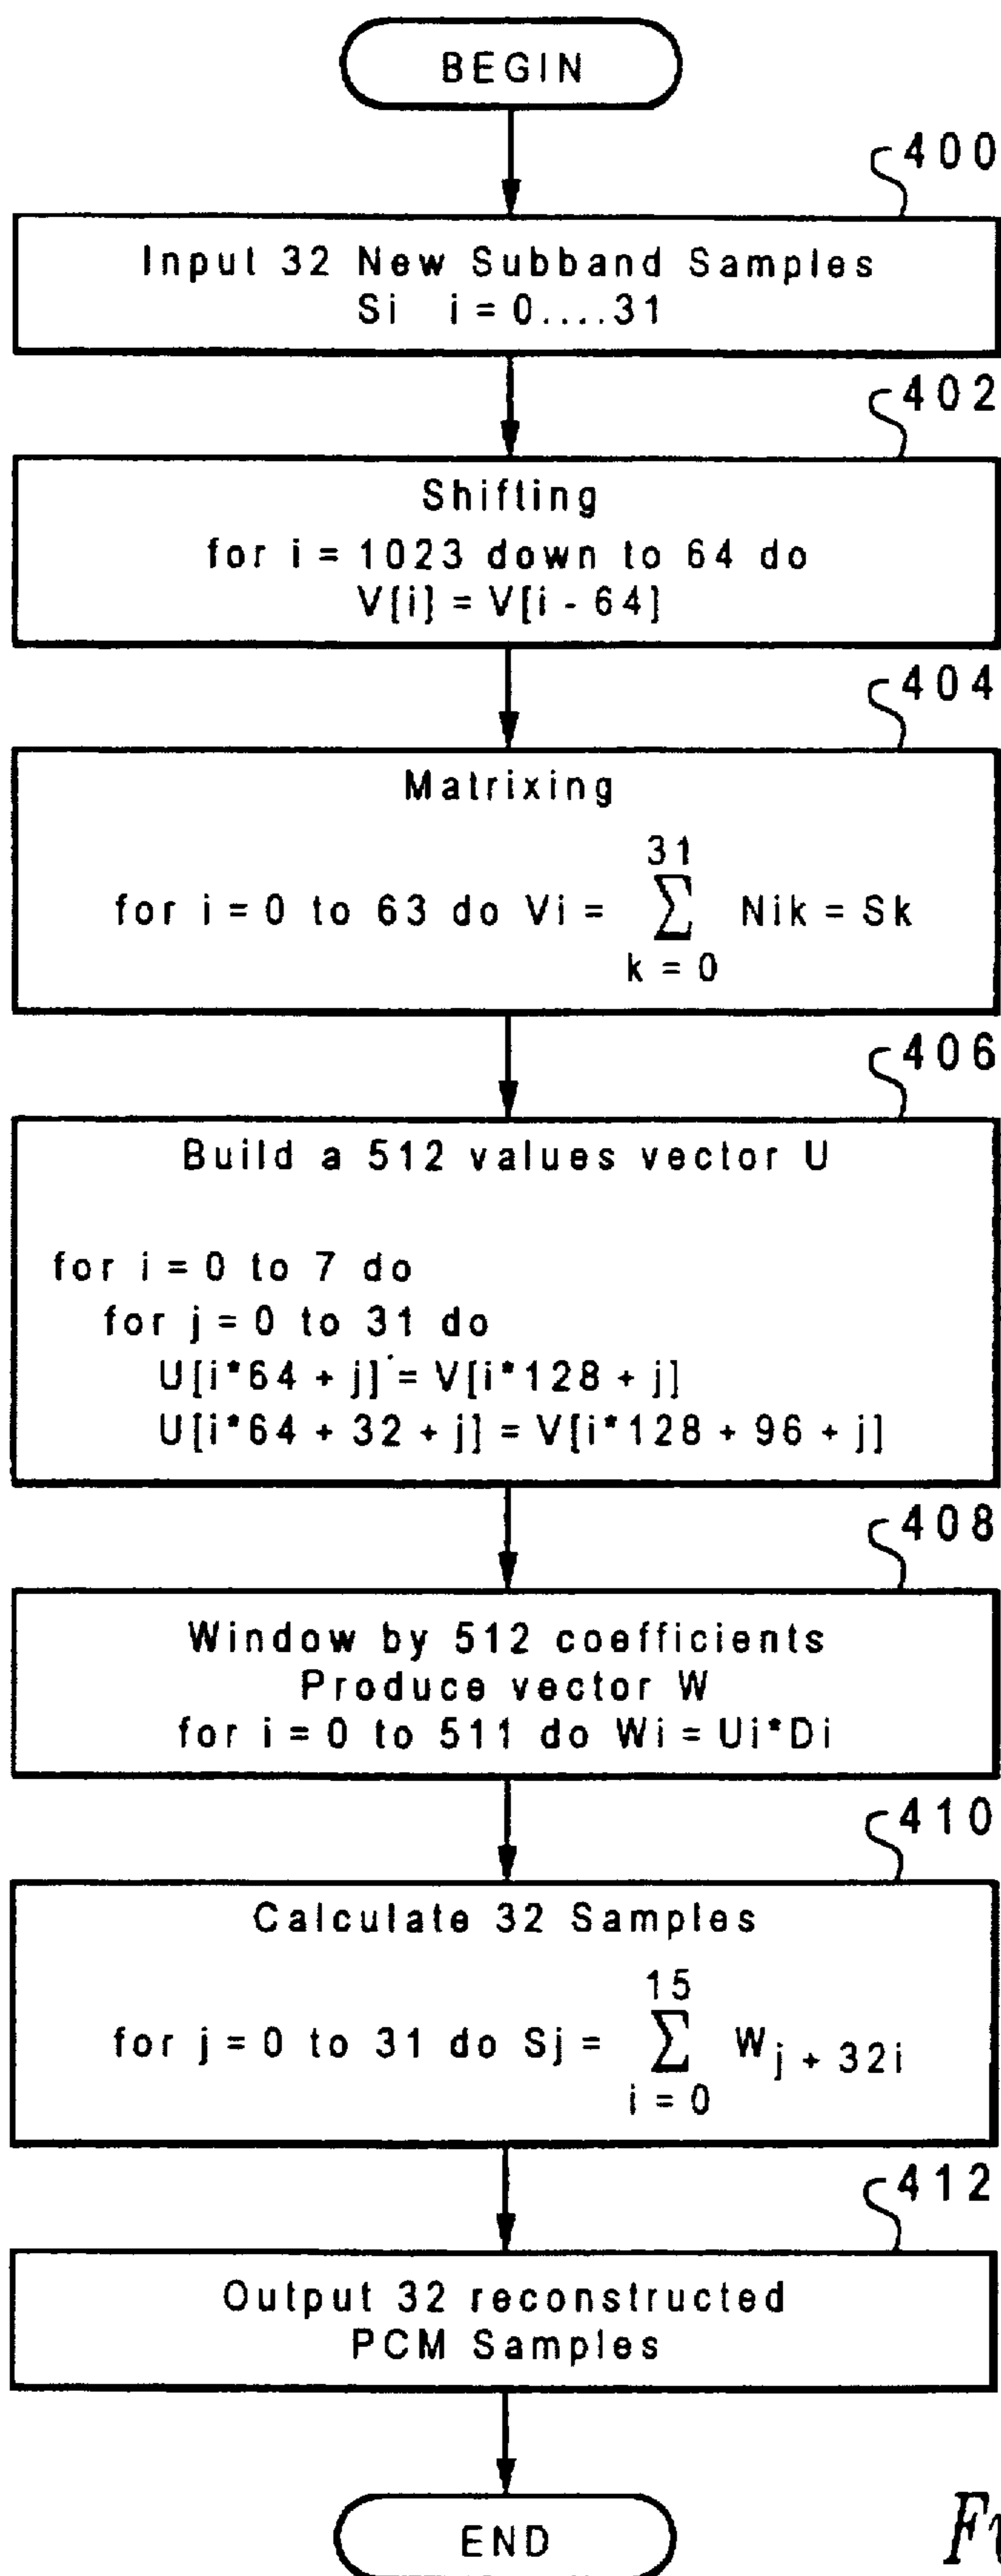 BEGIN
400
Input 32 New Subband Samples
Si i = 0....31
402
Shifting
for i = 1023 down to 64 do
V[i] = V[i - 64]
404
Matrixing
31
for i = 0 to 63 do Vi = Σ Nik = Sk
k = 0
406
Build a 512 values vector U
for i = 0 to 7 do
for j = 0 to 31 do
U[i*64 + j] = V[i*128 + j]
U[i*64 + 32 + j] = V[i*128 + 96 + j]
408
Window by 512 coefficients
Produce vector W
for i = 0 to 511 do Wi = Ui*Di
410
Calculate 32 Samples
15
for j = 0 to 31 do Sj = Σ W j + 32i
i = 0
412
Output 32 reconstructed
PCM Samples
END